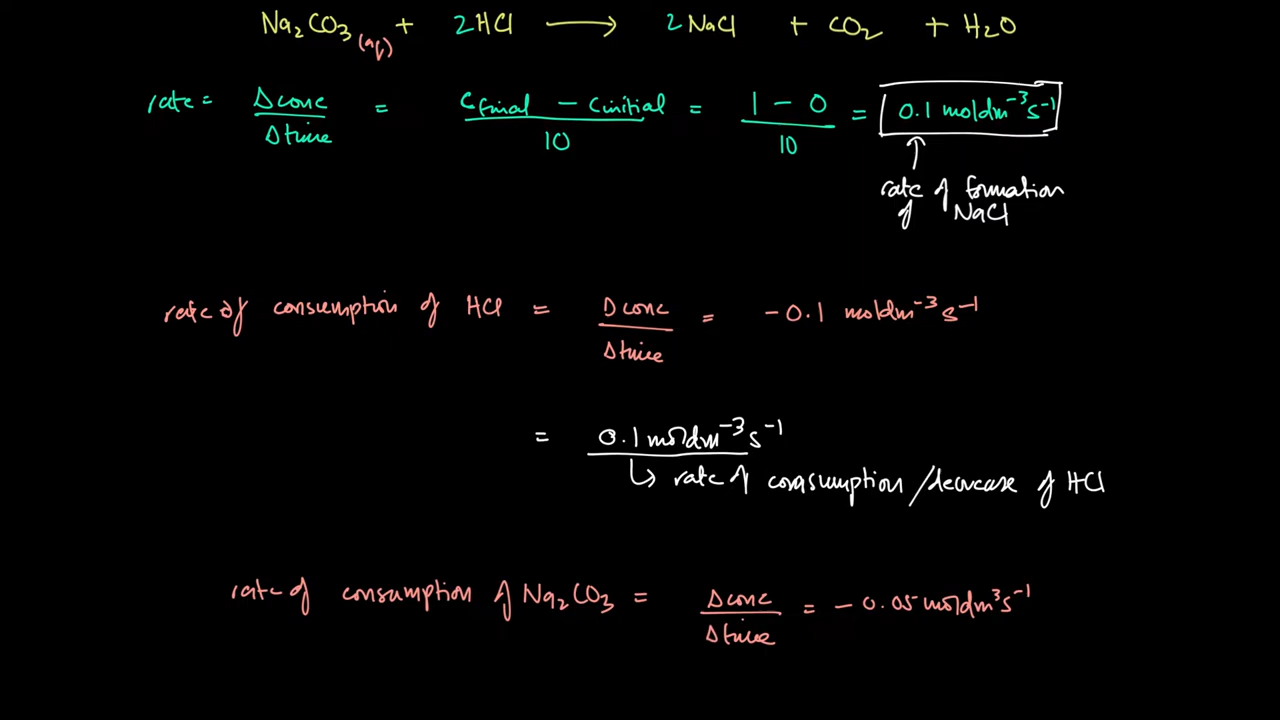 Na₂CO₃(aq) + 2HCl ⟶ 2NaCl + CO₂ + H₂O
rate = Δconc/Δtime = (Cfinal − Cinitial)/10 = (1 − 0)/10 = 0.1 moldm⁻³s⁻¹
↑
rate of formation
of NaCl
rate of consumption of HCl = Δconc/Δtime = −0.1 moldm⁻³s⁻¹
= 0.1 moldm⁻³s⁻¹
↳ rate of consumption/decrease of HCl
rate of consumption of Na₂CO₃ = Δconc/Δtime = −0.05 moldm³s⁻¹